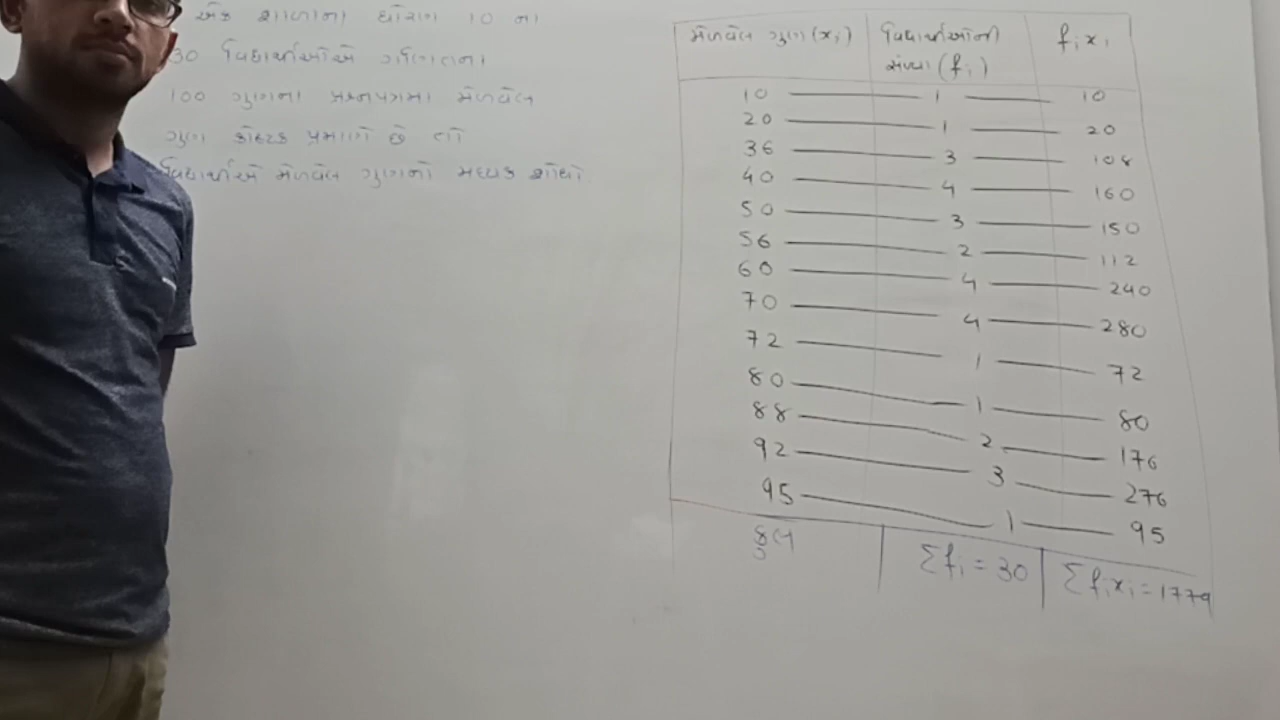 એક શાળાના ધોરણ 10 ના
30 વિદ્યાર્થીઓએ ગણિતના
100 ગુણના પ્રશ્નપત્રમાં મેળવેલ
ગુણ કોષ્ટક પ્રમાણે છે તો
વિદ્યાર્થીએ મેળવેલ ગુણનો મધ્યક શોધો.
મેળવેલ ગુણ (xi) વિદ્યાર્થીઓની સંખ્યા (fi) fixi
10 1 10
20 1 20
36 3 108
40 4 160
50 3 150
56 2 112
60 4 240
70 4 280
72 1 72
80 1 80
88 2 176
92 3 276
95 1 95
કુલ Σfi = 30 Σfixi = 1779